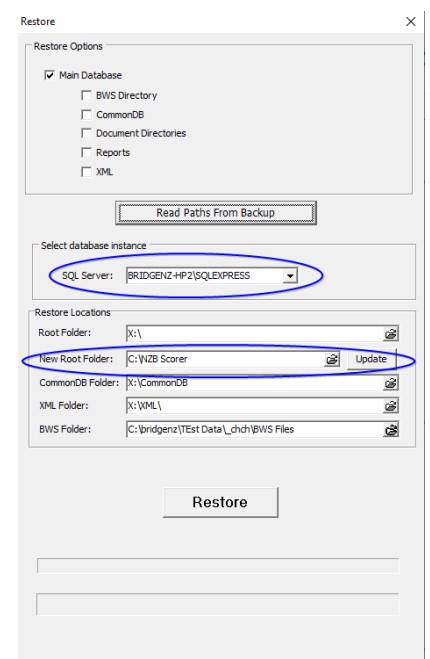 Restore
Restore Options
Main Database
BWS Directory
CommonDB
Document Directories
Reports
XML
Read Paths From Backup
Select database instance
SQL Server: BRIDGENZ-HP2\SQLEXPRESS
Restore Locations
Root Folder: X:\
New Root Folder: C:\NZB Scorer Update
CommonDB Folder: X:\CommonDB
XML Folder: X:\XML\
BWS Folder: C:\bridgenz\TEst Data\_chch\BWS Files
Restore